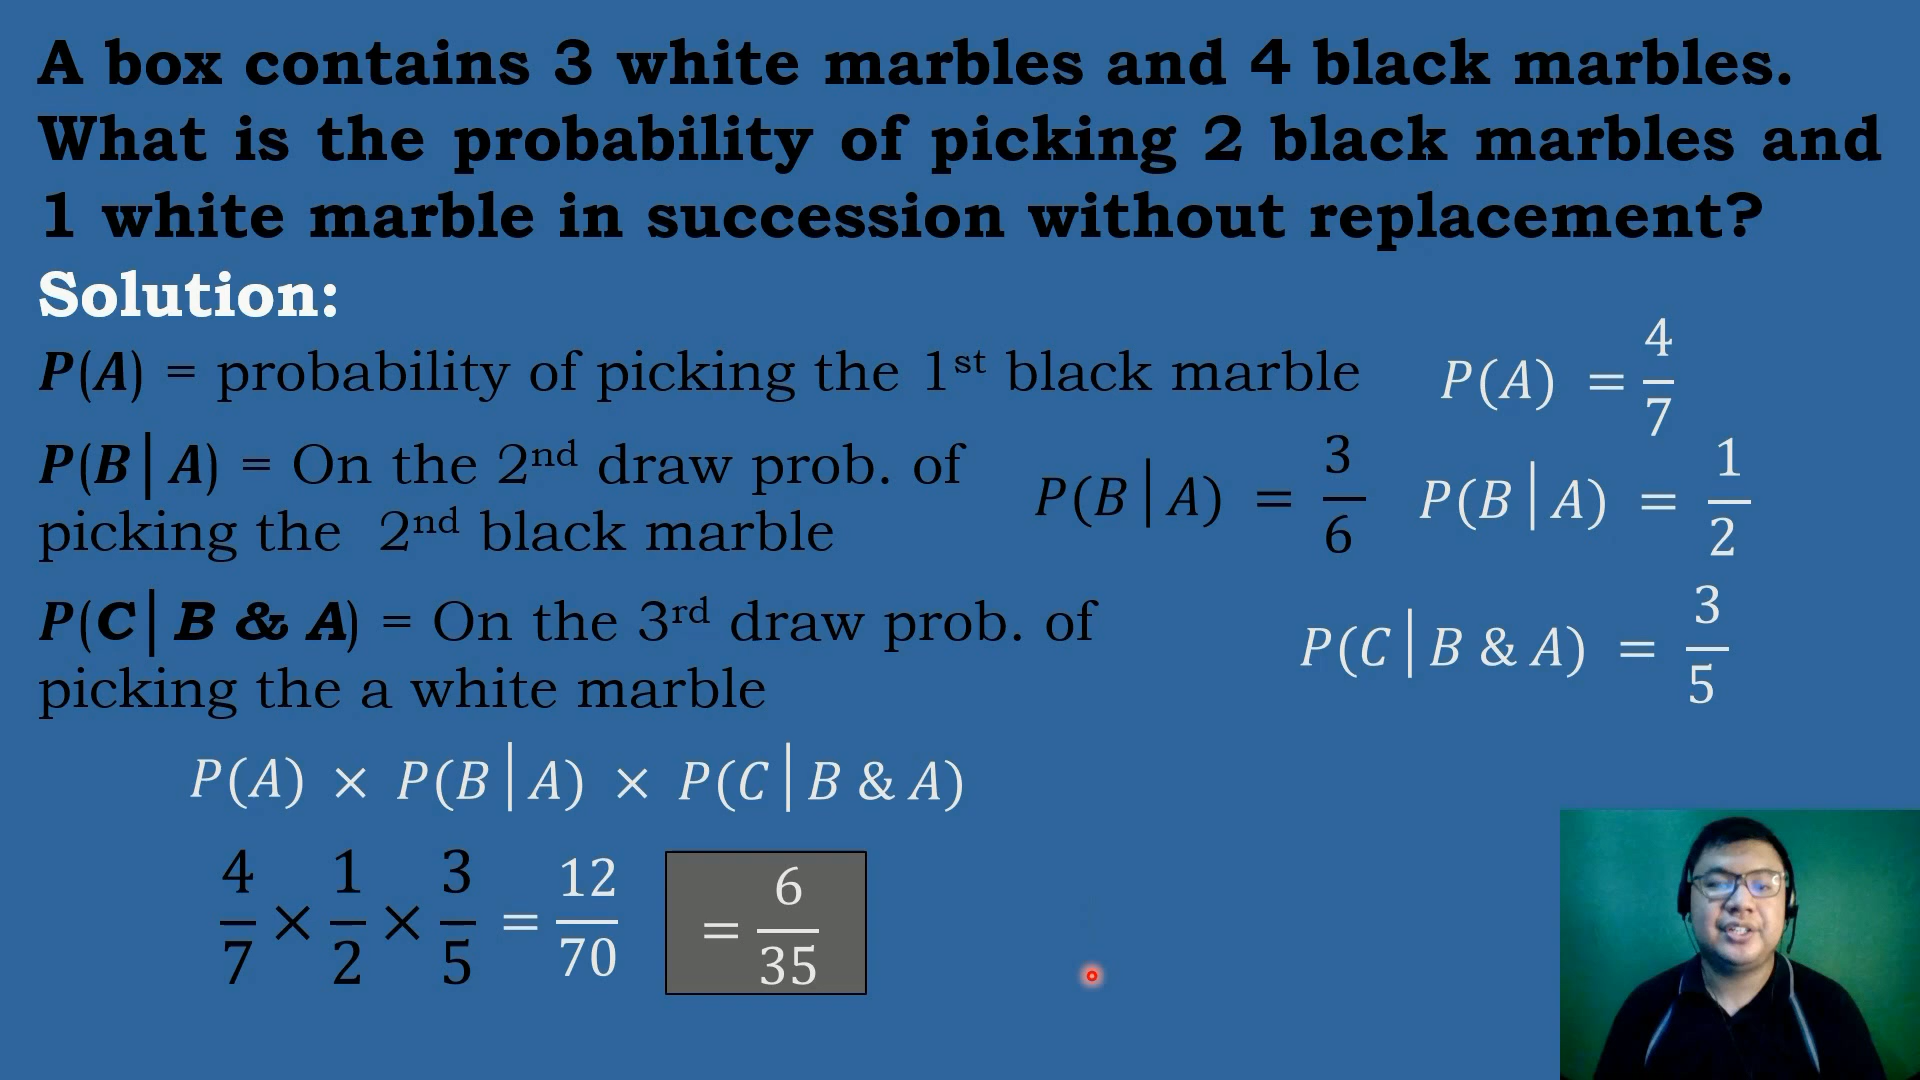 A box contains 3 white marbles and 4 black marbles.
What is the probability of picking 2 black marbles and
1 white marble in succession without replacement?
Solution:
P(A) = probability of picking the 1st black marble
P(A) = 4/7
P(B|A) = On the 2nd draw prob. of
picking the 2nd black marble
P(B|A) = 3/6
P(B|A) = 1/2
P(C|B & A) = On the 3rd draw prob. of
picking the a white marble
P(C|B & A) = 3/5
P(A) × P(B|A) × P(C|B & A)
4/7 × 1/2 × 3/5 = 12/70 = 6/35